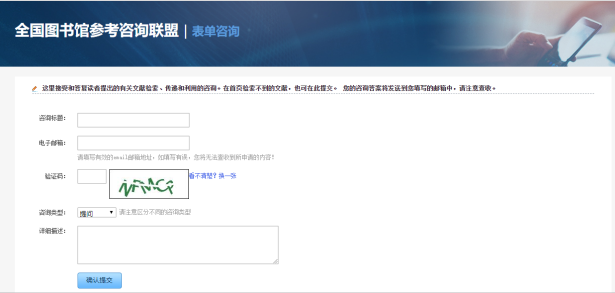 全国图书馆参考咨询联盟 | 表单咨询
这里接受和答复读者提出的有关文献检索、传递和利用的咨询。在首页检索不到的文献，也可在此提交。 您的咨询答案将发送到您填写的邮箱中，请注意查收。
咨询标题：
电子邮箱：
请填写有效的email邮箱地址，如填写有误，您将无法查收到所申请的内容！
验证码： 看不清楚？换一张
咨询类型： 提问 请注意区分不同的咨询类型
详细描述：
确认提交